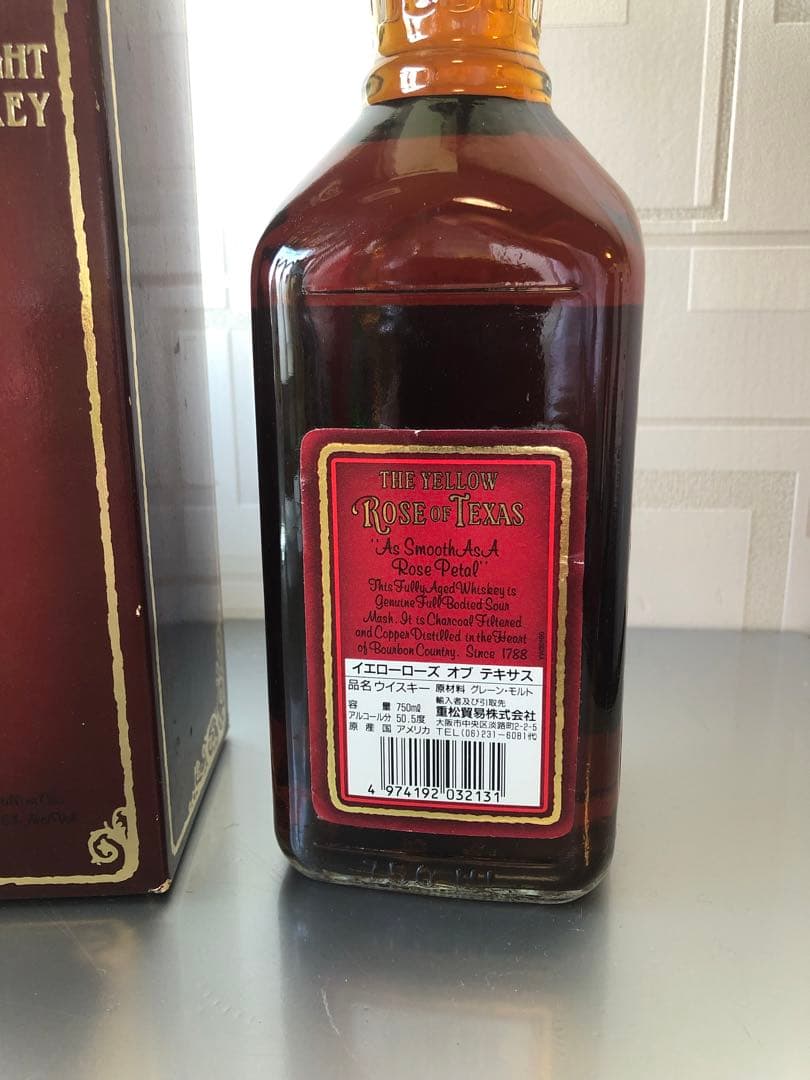 THE YELLOW
ROSE OF TEXAS
"As Smooth As A
Rose Petal"
This Fully Aged Whiskey is
Genuine Full Bodied Sour
Mash. It is Charcoal Filtered
and Copper Distilled in the Heart
of Bourbon Country. Since 1788
イエローローズ オブ テキサス
品名 ウイスキー 原材料 グレーン・モルト
輸入者及び引取先
容量 750ml 重松貿易株式会社
アルコール分 50.5度 大阪市中央区淡路町2-2-5
原産国 アメリカ TEL(06)231-6081代
4 974192 032131
750 ML